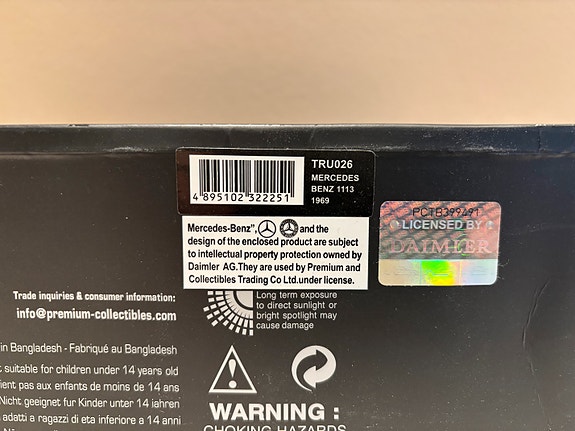 TRU026
MERCEDES
BENZ 1113
1969
4 895102 322251
Mercedes-Benz", and the
design of the enclosed product are subject
to intellectual property protection owned by
Daimler AG.They are used by Premium and
Collectibles Trading Co Ltd.under license.
LICENSED BY
DAIMLER
Trade inquiries & consumer information:
info@premium-collectibles.com
Long term exposure
to direct sunlight or
bright spotlight may
cause damage
in Bangladesh - Fabriqué au Bangladesh
t suitable for children under 14 years old
ient pas aux enfants de moins de 14 ans
Nicht geeignet fur Kinder unter 14 iahren
adatti a ragazzi di eta inferiore a 14 anni
WARNING :
CHOKING HAZARDS